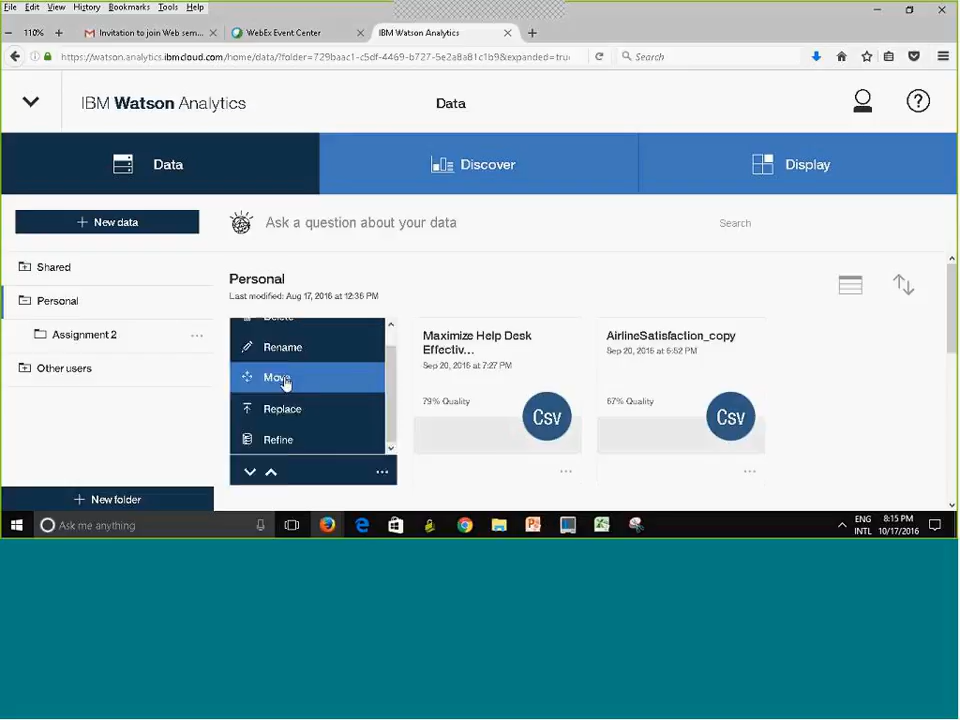 File Edit View History Bookmarks Tools Help
110% Invitation to join Web sem... WebEx Event Center IBM Watson Analytics
https://watson.analytics.ibmcloud.com/home/data/?folder=729baac1-c5df-4469-b727-5e2a8a81c1b9&expanded=tru Search
IBM Watson Analytics Data
Data Discover Display
New data Ask a question about your data Search
Shared
Personal
Assignment 2
Other users
New folder
Personal
Last modified: Aug 17, 2016 at 12:36 PM
Rename
Move
Replace
Refine
Maximize Help Desk
Effectiv...
Sep 20, 2016 at 7:27 PM
79% Quality
Csv
AirlineSatisfaction_copy
Sep 20, 2016 at 6:52 PM
67% Quality
Csv
Ask me anything
ENG
INTL
8:15 PM
10/17/2016